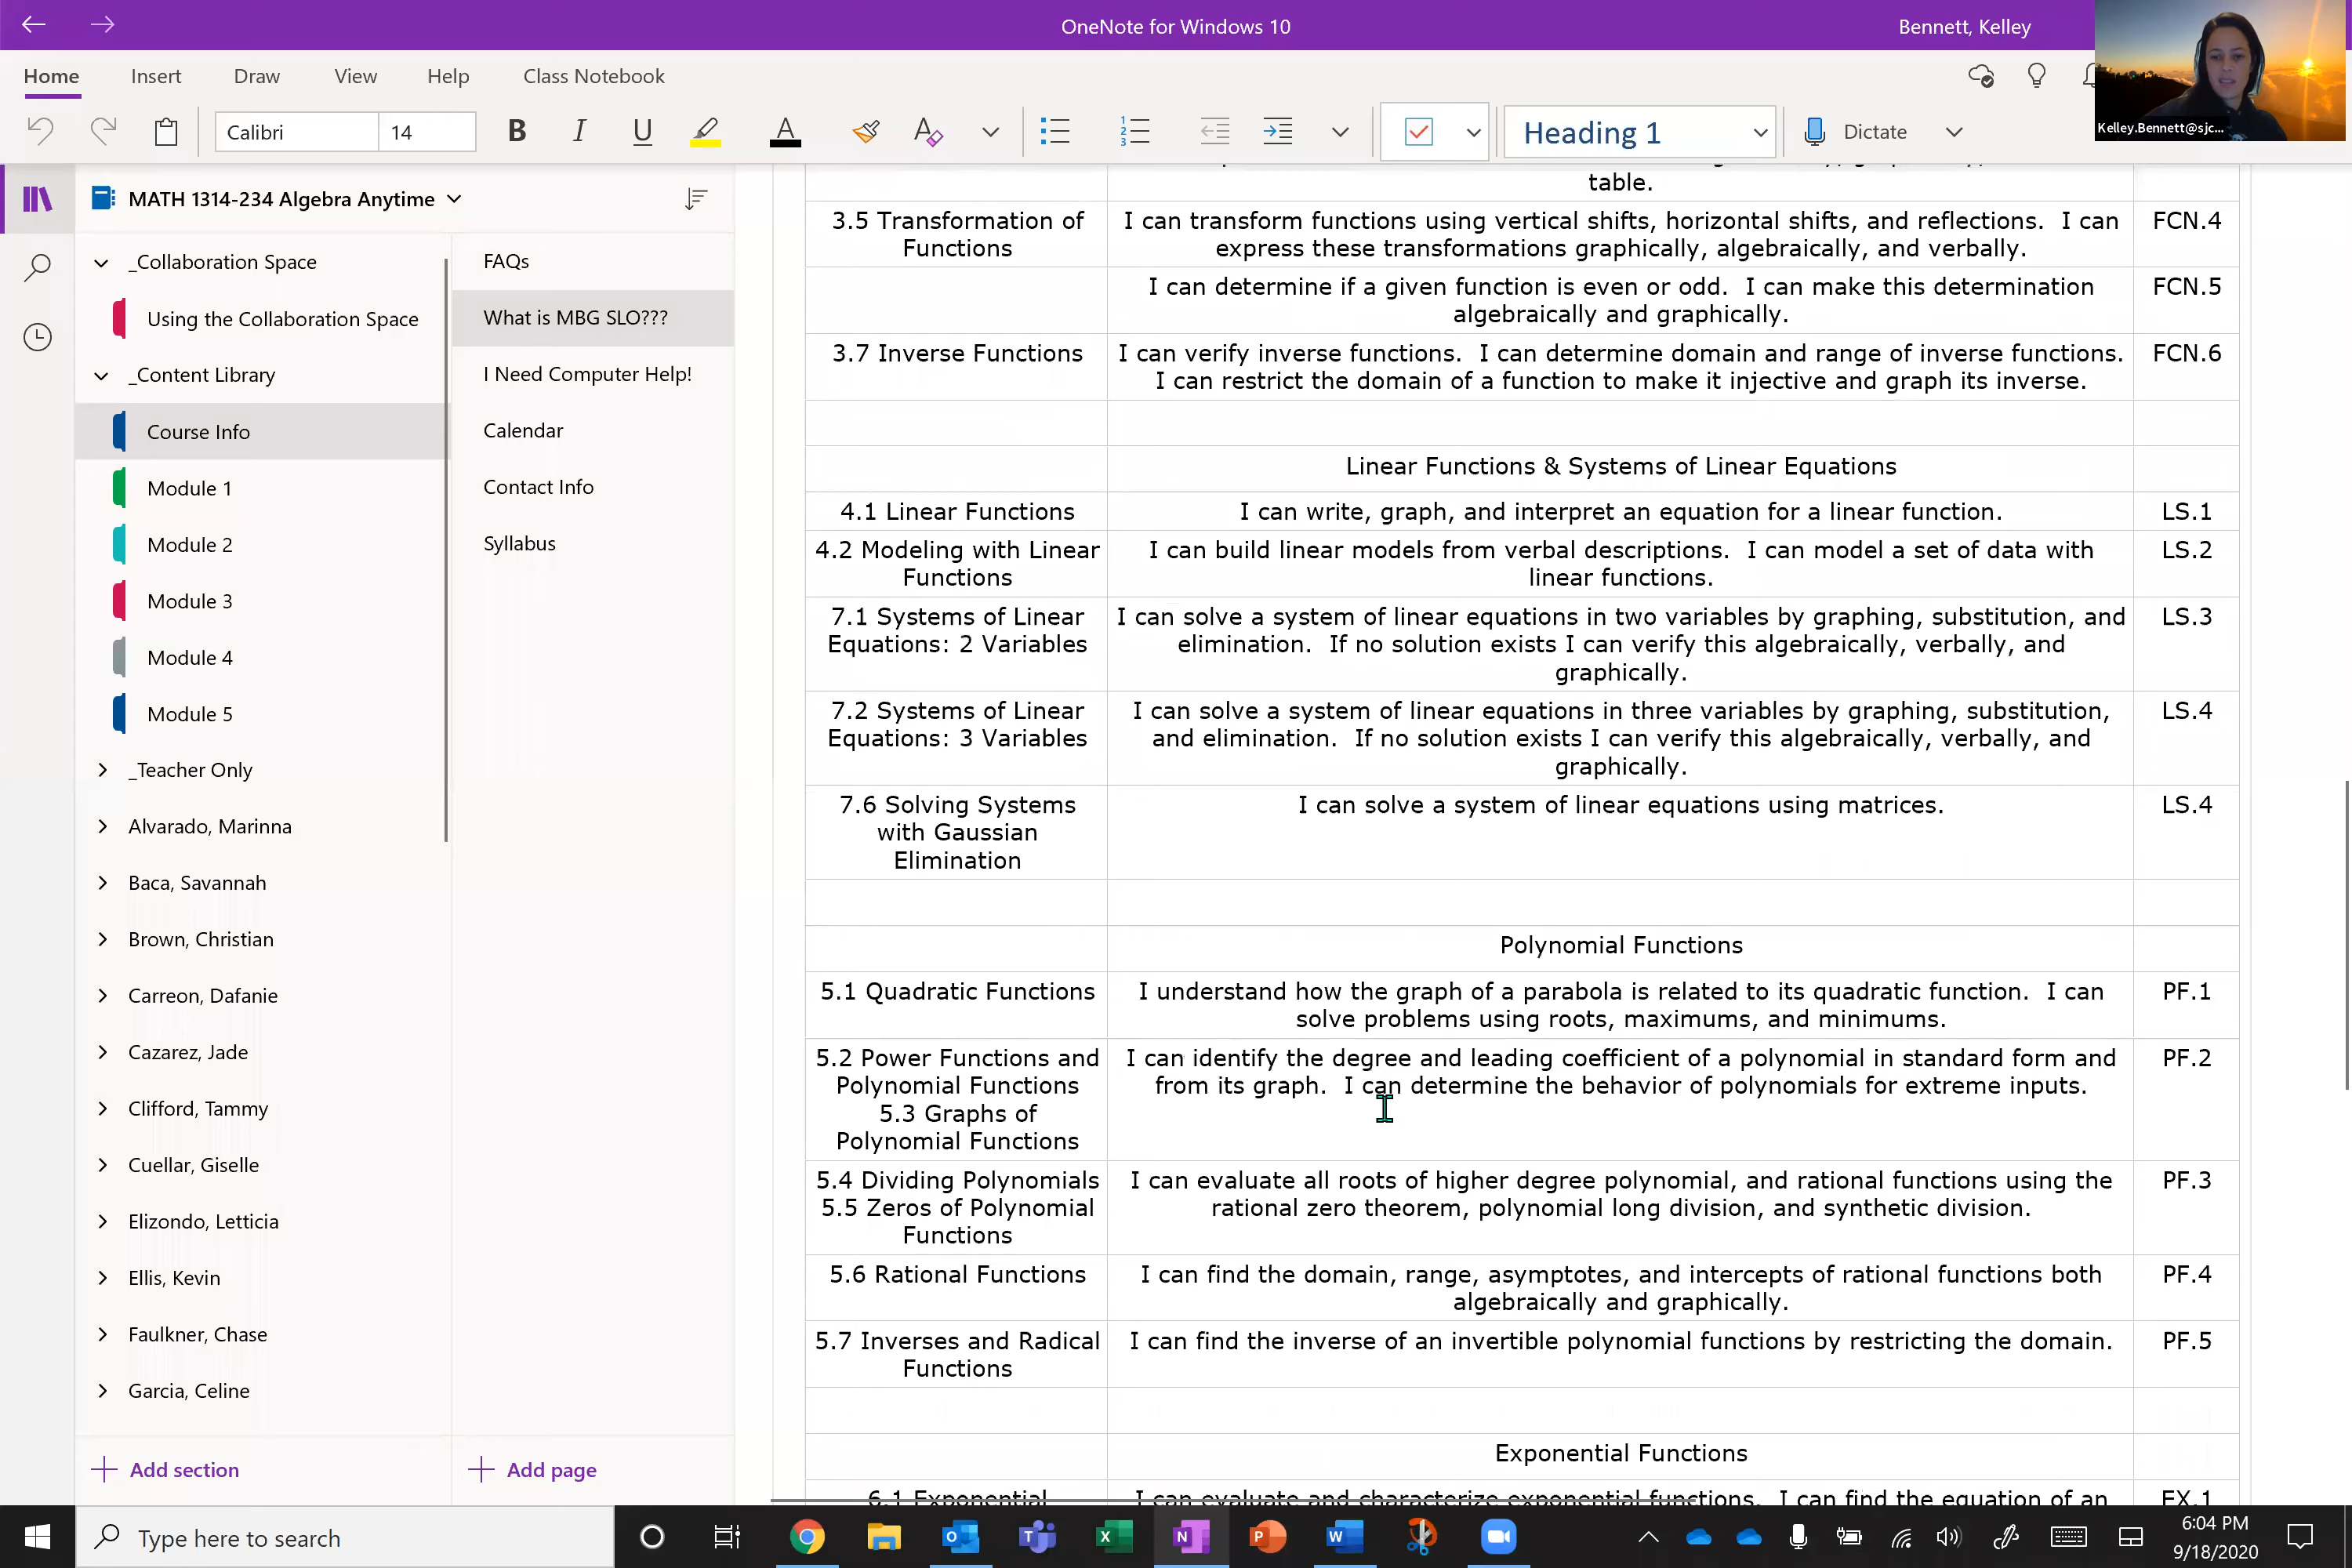 OneNote for Windows 10
Bennett, Kelley
Home Insert Draw View Help Class Notebook
Calibri 14 B I U A A Heading 1 Dictate
Kelley.Bennett@sjc...
MATH 1314-234 Algebra Anytime
_Collaboration Space
Using the Collaboration Space
_Content Library
Course Info
Module 1
Module 2
Module 3
Module 4
Module 5
_Teacher Only
Alvarado, Marinna
Baca, Savannah
Brown, Christian
Carreon, Dafanie
Cazarez, Jade
Clifford, Tammy
Cuellar, Giselle
Elizondo, Letticia
Ellis, Kevin
Faulkner, Chase
Garcia, Celine
Add section
FAQs
What is MBG SLO???
I Need Computer Help!
Calendar
Contact Info
Syllabus
Add page
table.
3.5 Transformation of
Functions
I can transform functions using vertical shifts, horizontal shifts, and reflections. I can
express these transformations graphically, algebraically, and verbally.
FCN.4
I can determine if a given function is even or odd. I can make this determination
algebraically and graphically.
FCN.5
3.7 Inverse Functions
I can verify inverse functions. I can determine domain and range of inverse functions.
I can restrict the domain of a function to make it injective and graph its inverse.
FCN.6
Linear Functions & Systems of Linear Equations
4.1 Linear Functions
I can write, graph, and interpret an equation for a linear function.
LS.1
4.2 Modeling with Linear
Functions
I can build linear models from verbal descriptions. I can model a set of data with
linear functions.
LS.2
7.1 Systems of Linear
Equations: 2 Variables
I can solve a system of linear equations in two variables by graphing, substitution, and
elimination. If no solution exists I can verify this algebraically, verbally, and
graphically.
LS.3
7.2 Systems of Linear
Equations: 3 Variables
I can solve a system of linear equations in three variables by graphing, substitution,
and elimination. If no solution exists I can verify this algebraically, verbally, and
graphically.
LS.4
7.6 Solving Systems
with Gaussian
Elimination
I can solve a system of linear equations using matrices.
LS.4
Polynomial Functions
5.1 Quadratic Functions
I understand how the graph of a parabola is related to its quadratic function. I can
solve problems using roots, maximums, and minimums.
PF.1
5.2 Power Functions and
Polynomial Functions
5.3 Graphs of
Polynomial Functions
I can identify the degree and leading coefficient of a polynomial in standard form and
from its graph. I can determine the behavior of polynomials for extreme inputs.
PF.2
5.4 Dividing Polynomials
5.5 Zeros of Polynomial
Functions
I can evaluate all roots of higher degree polynomial, and rational functions using the
rational zero theorem, polynomial long division, and synthetic division.
PF.3
5.6 Rational Functions
I can find the domain, range, asymptotes, and intercepts of rational functions both
algebraically and graphically.
PF.4
5.7 Inverses and Radical
Functions
I can find the inverse of an invertible polynomial functions by restricting the domain.
PF.5
Exponential Functions
6.1 Exponential
I can evaluate and characterize exponential functions. I can find the equation of an
EX.1
Type here to search
6:04 PM
9/18/2020